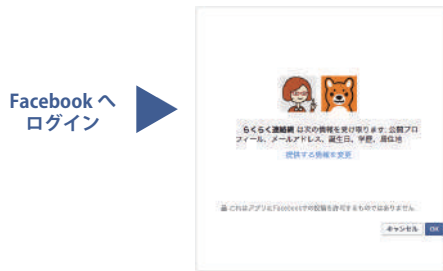 Facebook へ
ログイン
らくらく連絡網 は次の情報を受け取ります: 公開プ
ロフィール、メールアドレス、誕生日、学歴、居住地
提供する情報を変更
これはアプリにFacebookでの投稿を許可するものではありません。
キャンセル
OK